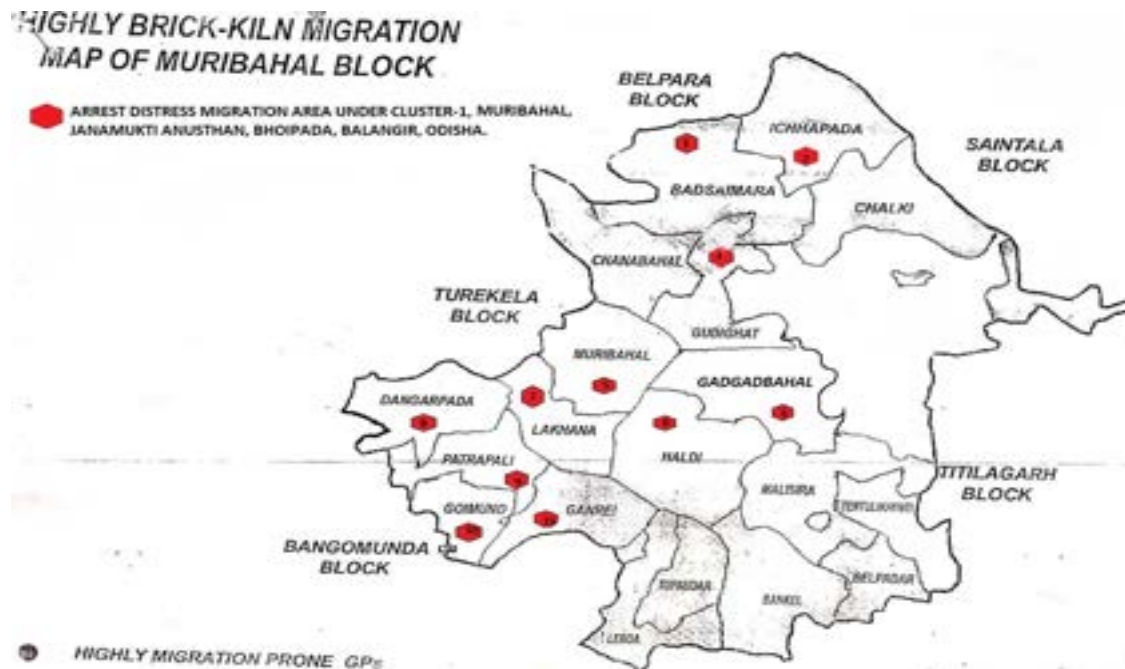 HIGHLY BRICK-KILN MIGRATION
MAP OF MURIBAHAL BLOCK
ARREST DISTRESS MIGRATION AREA UNDER CLUSTER-1, MURIBAHAL,
JANAMUKTI ANUSTHAN, BHOIPADA, BALANGIR, ODISHA.
BELPARA
BLOCK
ICHHAPADA
SAINTALA
BLOCK
BADSAIMARA
CHALKI
CHANABAHAL
TUREKELA
BLOCK
GUDIGHAT
MURIBAHAL
GADGADBAHAL
DANGARPADA
LAKHANA
HALDI
PATRAPALI
TITILAGARH
BLOCK
MALISIRA
GOIMUND
GANREI
BANGOMUNDA
BLOCK
BELPADAR
BANKEL
LEBDA
HIGHLY MIGRATION PRONE GPs